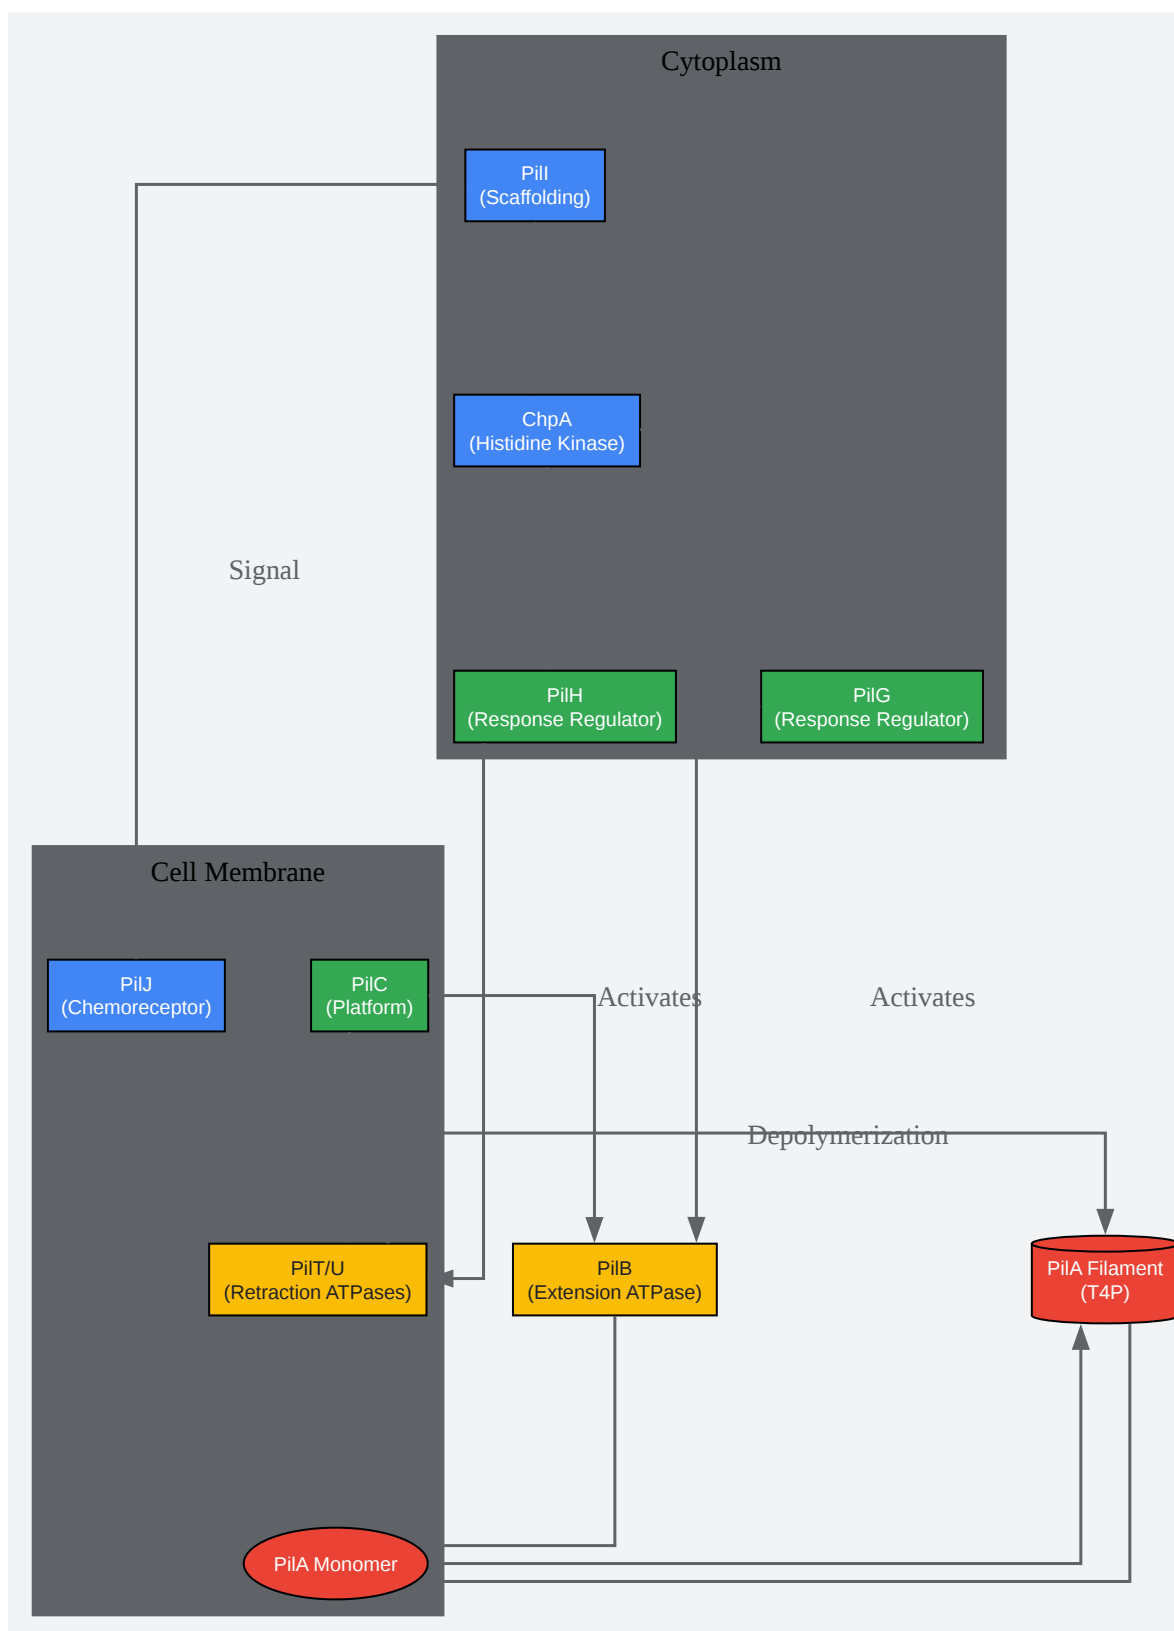 Cytoplasm
PilI
(Scaffolding)
ChpA
(Histidine Kinase)
Signal
PilH
(Response Regulator)
PilG
(Response Regulator)
Cell Membrane
PilJ
(Chemoreceptor)
PilC
(Platform)
Activates
Activates
Depolymerization
PilT/U
(Retraction ATPases)
PilB
(Extension ATPase)
PilA Filament
(T4P)
PilA Monomer